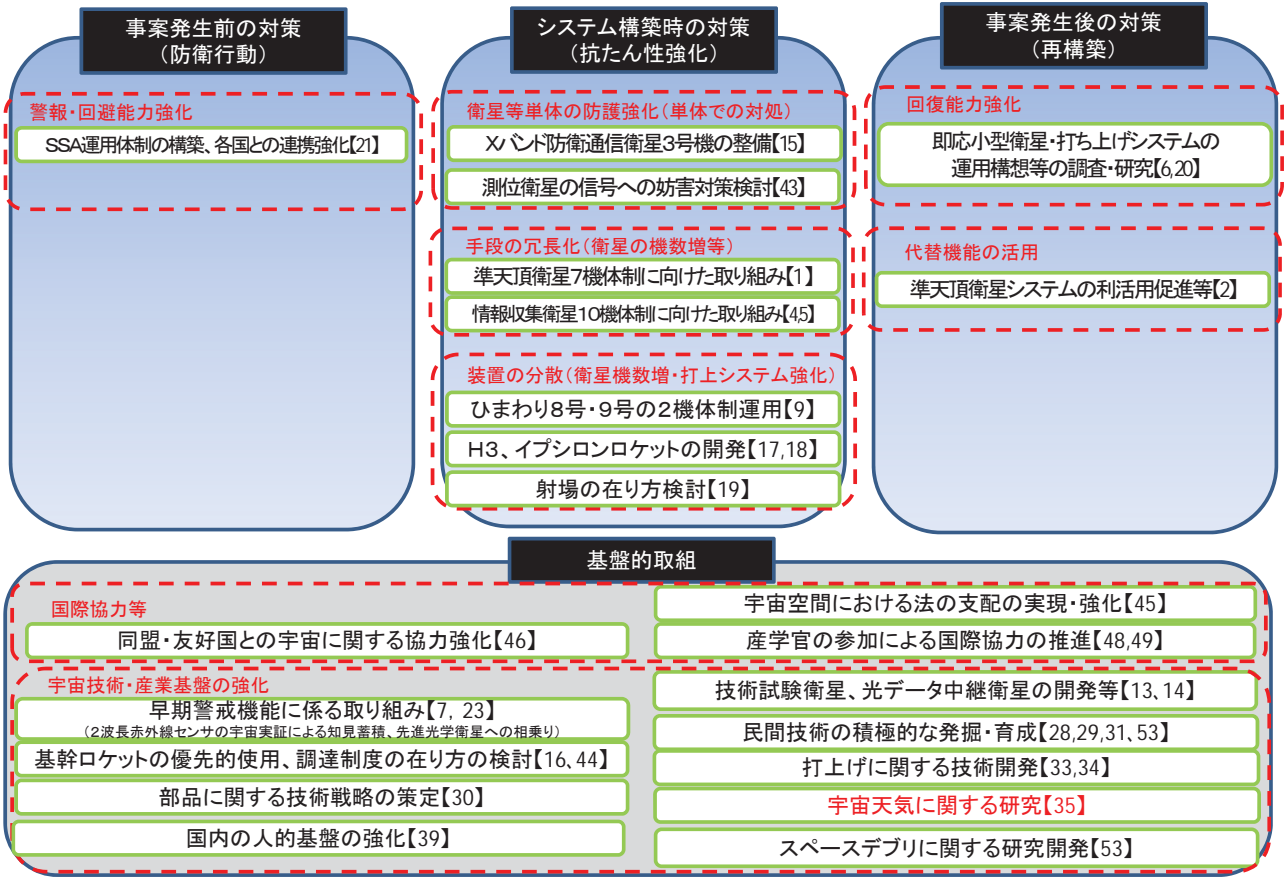 事案発生前の対策
(防衛行動)
警報・回避能力強化
SSA運用体制の構築、各国との連携強化【21】
システム構築時の対策
(抗たん性強化)
衛星等単体の防護強化(単体での対処)
Xバンド防衛通信衛星3号機の整備【15】
測位衛星の信号への妨害対策検討【43】
手段の冗長化(衛星の機数増等)
準天頂衛星7機体制に向けた取り組み【1】
情報収集衛星10機体制に向けた取り組み【4,5】
装置の分散(衛星機数増・打上システム強化)
ひまわり8号・9号の2機体制運用【9】
H3、イプシロンロケットの開発【17,18】
射場の在り方検討【19】
事案発生後の対策
(再構築)
回復能力強化
即応小型衛星・打ち上げシステムの
運用構想等の調査・研究【6,20】
代替機能の活用
準天頂衛星システムの利活用促進等【2】
基盤的取組
国際協力等
同盟・友好国との宇宙に関する協力強化【46】
宇宙空間における法の支配の実現・強化【45】
産学官の参加による国際協力の推進【48,49】
宇宙技術・産業基盤の強化
早期警戒機能に係る取り組み【7, 23】
(2波長赤外線センサの宇宙実証による知見蓄積、先進光学衛星への相乗り)
基幹ロケットの優先的使用、調達制度の在り方の検討【16、44】
部品に関する技術戦略の策定【30】
国内の人的基盤の強化【39】
技術試験衛星、光データ中継衛星の開発等【13、14】
民間技術の積極的な発掘・育成【28,29,31、53】
打上げに関する技術開発【33,34】
宇宙天気に関する研究【35】
スペースデブリに関する研究開発【53】